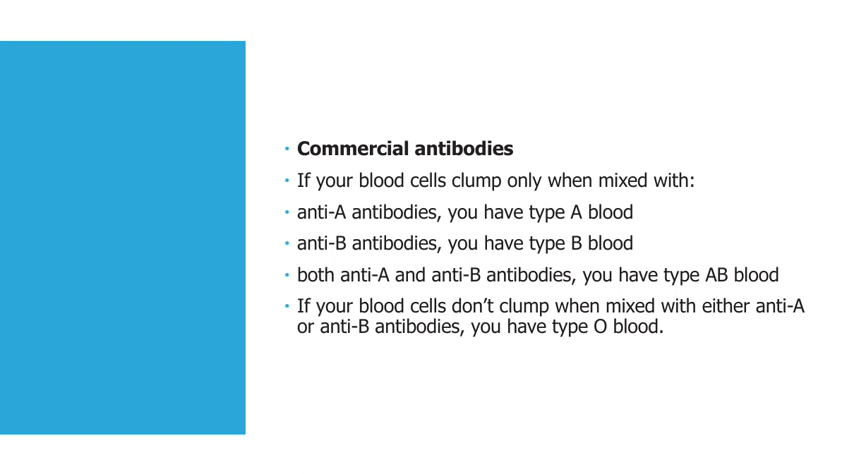 Commercial antibodies
If your blood cells clump only when mixed with:
anti-A antibodies, you have type A blood
anti-B antibodies, you have type B blood
both anti-A and anti-B antibodies, you have type AB blood
If your blood cells don’t clump when mixed with either anti-A
or anti-B antibodies, you have type O blood.